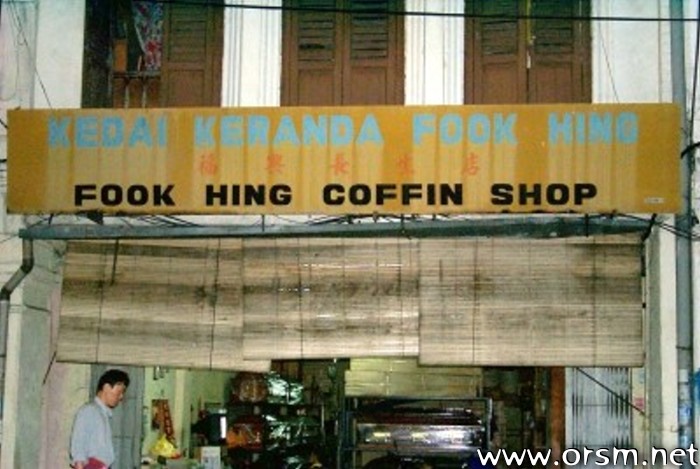 KEDAI KERANDA FOOK HING
福興長生店
FOOK HING COFFIN SHOP
www.orsm.net